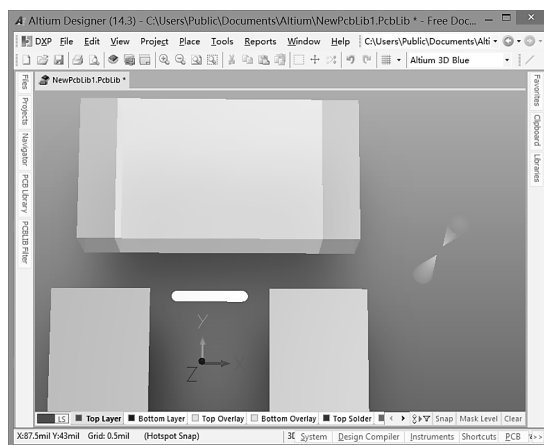 Altium Designer (14.3) - C:\Users\Public\Documents\Altium\NewPcbLib1.PcbLib * - Free Doc...
DXP File Edit View Project Place Tools Reports Window Help C:\Users\Public\Documents\Alti
Altium 3D Blue
NewPcbLib1.PcbLib *
Files
Projects
Navigator
PCB Library
PCBLIB Filter
Favorites
Clipboard
Libraries
Y
Z
LS Top Layer Bottom Layer Top Overlay Bottom Overlay Top Solder Snap Mask Level Clear
X:87.5mil Y:43mil Grid: 0.5mil (Hotspot Snap) System Design Compiler Instruments Shortcuts PCB >>